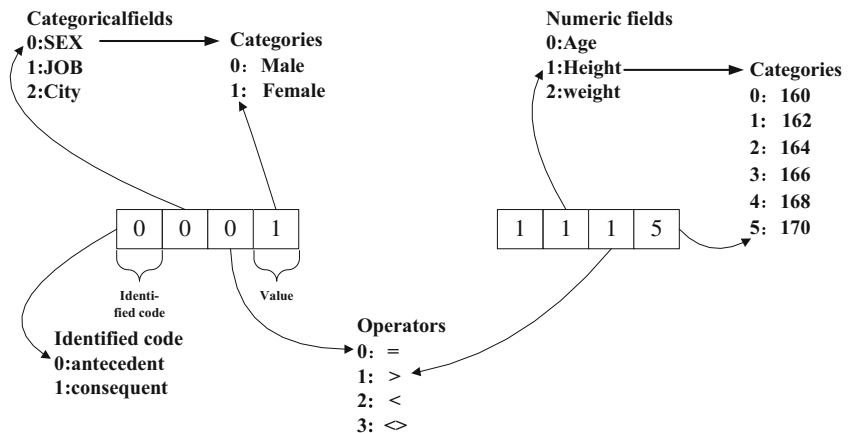 Categoricalfields
0:SEX
1:JOB
2:City
Categories
0: Male
1: Female
Numeric fields
0:Age
1:Height
2:weight
Categories
0: 160
1: 162
2: 164
3: 166
4: 168
5: 170
0 0 0 1
1 1 1 5
Identi-
fied code
Value
Identified code
0:antecedent
1:consequent
Operators
0: =
1: >
2: <
3: <>